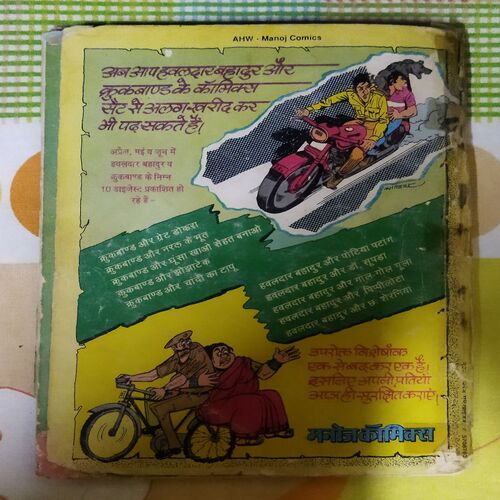 AHW - Manoj Comics
अब आप हवलदार बहादुर और
क्रुकबाण्ड के कॉमिक्स
सैट से अलग खरीद कर
भी पढ़ सकते हैं।
अप्रैल, मई व जून में
हवलदार बहादुर व
क्रुकबाण्ड के निम्न
10 डाइजेस्ट प्रकाशित हो
रहे हैं -
क्रुकबाण्ड और ग्रेट डोकरा
क्रुकबाण्ड और नरक के भूत
क्रुकबाण्ड और घूंसा खाओ सेहत बनाओ
क्रुकबाण्ड और झोझाटेक
क्रुकबाण्ड और चांदी का टापू
हवलदार बहादुर और पोटिया पटाग
हवलदार बहादुर और डॉ.
हवलदार बहादुर और गोल गोल पूला
हवलदार बहादुर और
हवलदार बहादुर और छः शैतनियां
उपरोक्त विशेषांक
एक से बढ़कर एक हैं।
इसलिए अपनी प्रतियां
आज ही सुरक्षित कराएं।
मनोज कॉमिक्स